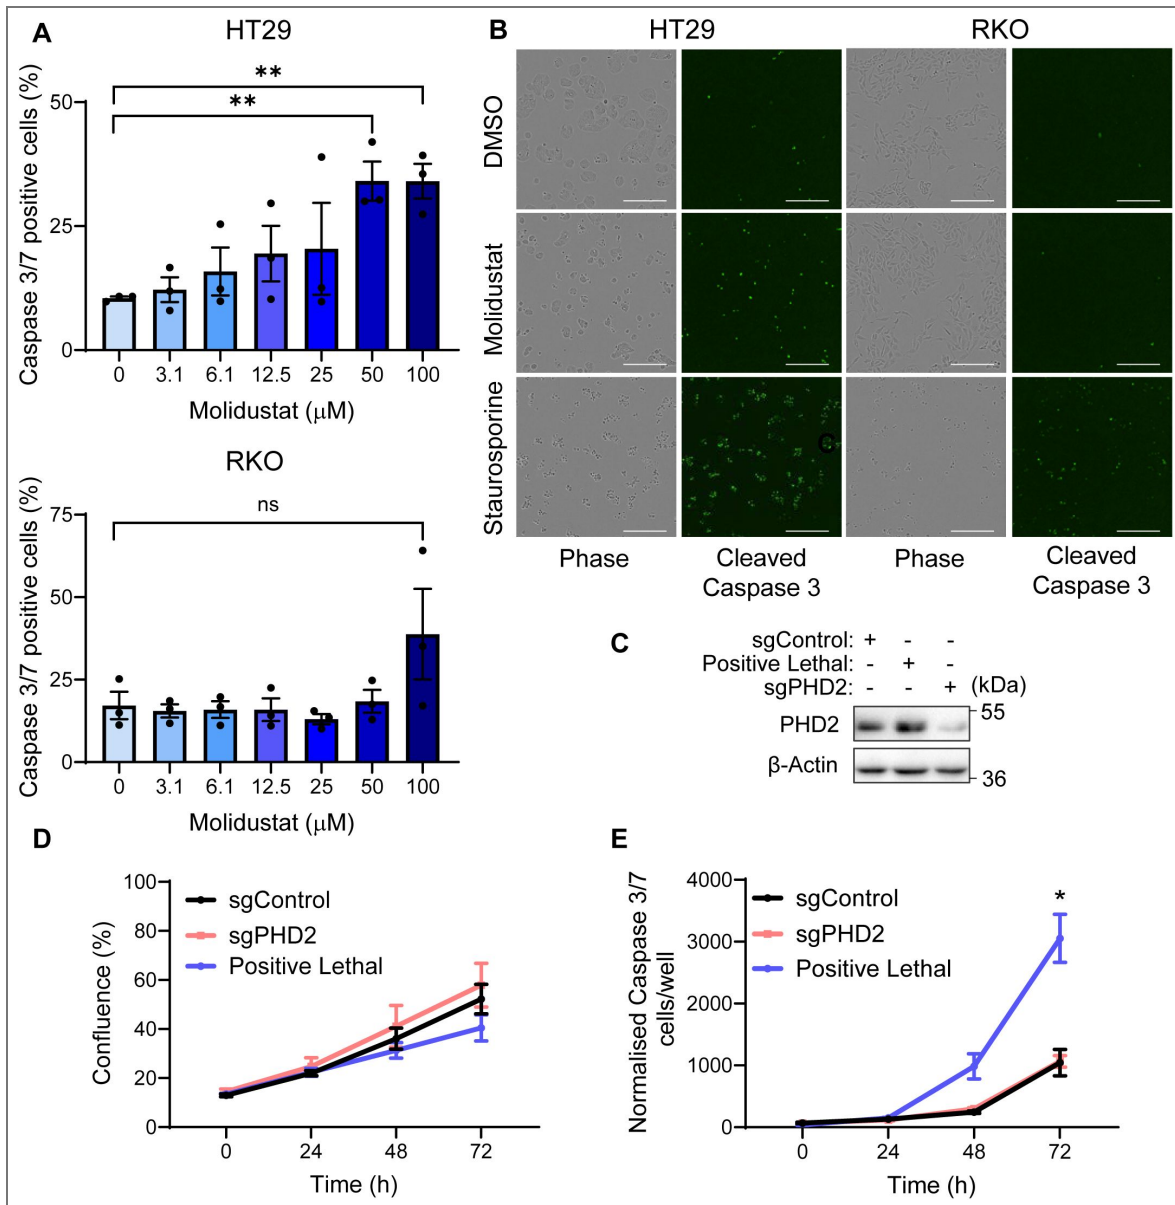 A
HT29
Caspase 3/7 positive cells (%)
50
25
0
**
**
0 3.1 6.1 12.5 25 50 100
Molidustat (μM)
RKO
Caspase 3/7 positive cells (%)
75
50
25
0
ns
0 3.1 6.1 12.5 25 50 100
Molidustat (μM)
B
HT29 RKO
DMSO
Molidustat
Staurosporine
C
Phase Cleaved Caspase 3 Phase Cleaved Caspase 3
C
sgControl: + - -
Positive Lethal: - + -
sgPHD2: - - + (kDa)
PHD2 55
β-Actin 36
D
Confluence (%)
100
80
60
40
20
0
sgControl
sgPHD2
Positive Lethal
0 24 48 72
Time (h)
E
Normalised Caspase 3/7
cells/well
4000
3000
2000
1000
0
sgControl
sgPHD2
Positive Lethal
*
0 24 48 72
Time (h)